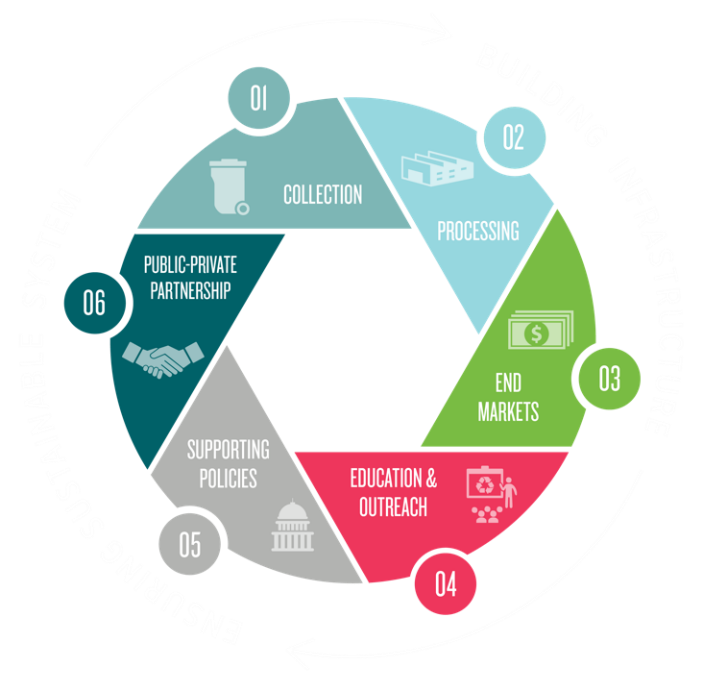 01
COLLECTION
02
PROCESSING
03
END
MARKETS
04
EDUCATION &
OUTREACH
05
SUPPORTING
POLICIES
06
PUBLIC-PRIVATE
PARTNERSHIP